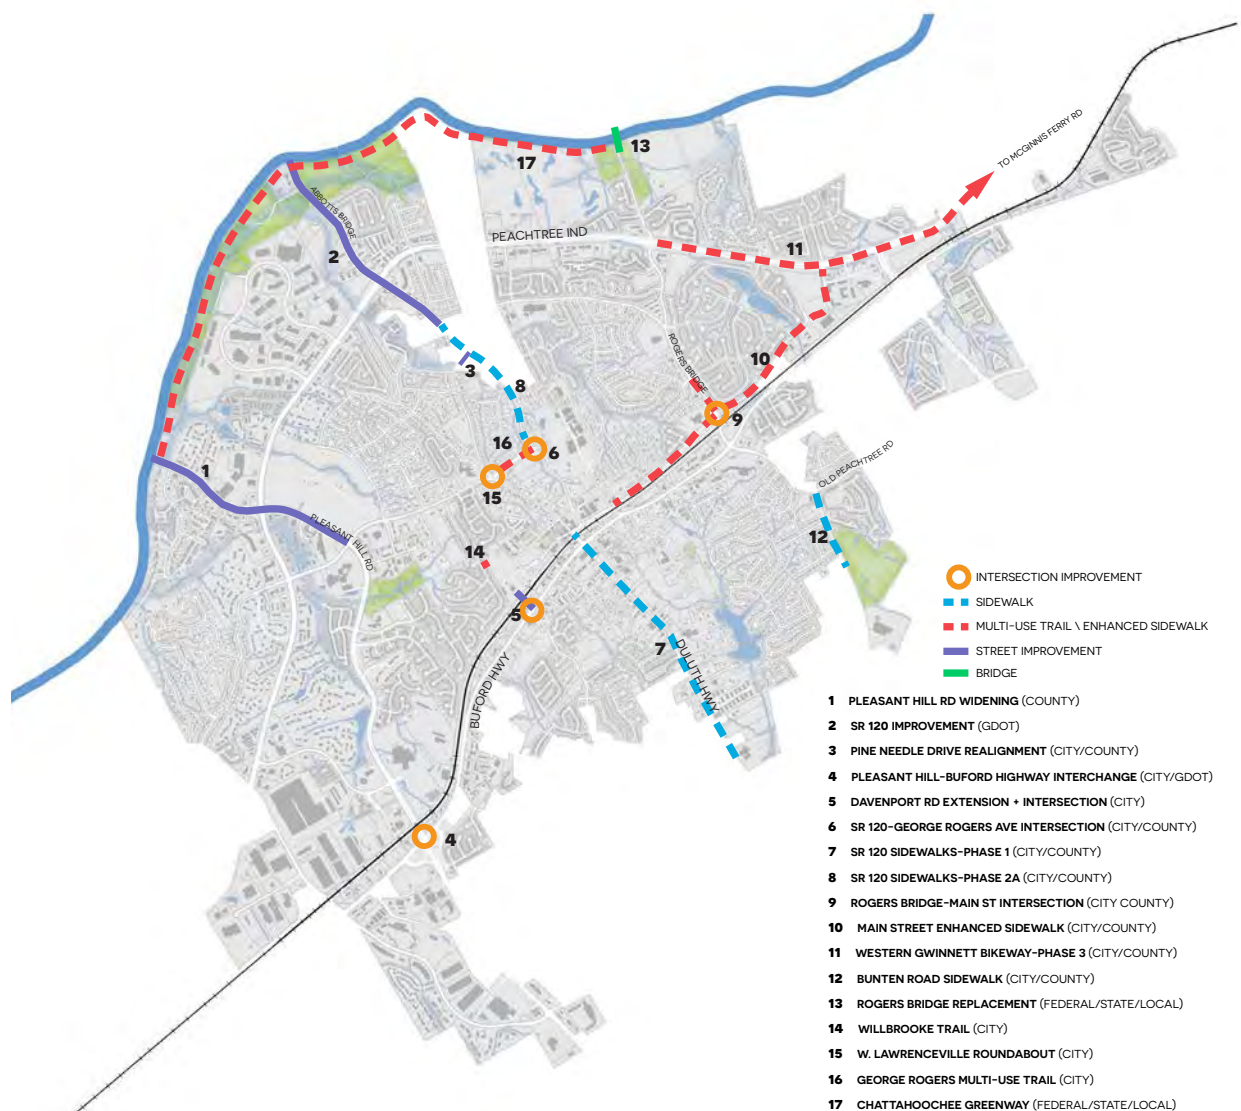 13
17
TO MCGINNIS FERRY RD
ABBOTTS BRIDGE
PEACHTREE IND
2
11
3
8
ROGERS BRIDGE
10
9
16
6
15
1
PLEASANT HILL RD
OLD PEACHTREE RD
12
14
5
7
DULUTH HWY
BUFORD HWY
4
INTERSECTION IMPROVEMENT
SIDEWALK
MULTI-USE TRAIL \ ENHANCED SIDEWALK
STREET IMPROVEMENT
BRIDGE
1 PLEASANT HILL RD WIDENING (COUNTY)
2 SR 120 IMPROVEMENT (GDOT)
3 PINE NEEDLE DRIVE REALIGNMENT (CITY/COUNTY)
4 PLEASANT HILL-BUFORD HIGHWAY INTERCHANGE (CITY/GDOT)
5 DAVENPORT RD EXTENSION + INTERSECTION (CITY)
6 SR 120-GEORGE ROGERS AVE INTERSECTION (CITY/COUNTY)
7 SR 120 SIDEWALKS-PHASE 1 (CITY/COUNTY)
8 SR 120 SIDEWALKS-PHASE 2A (CITY/COUNTY)
9 ROGERS BRIDGE-MAIN ST INTERSECTION (CITY COUNTY)
10 MAIN STREET ENHANCED SIDEWALK (CITY/COUNTY)
11 WESTERN GWINNETT BIKEWAY-PHASE 3 (CITY/COUNTY)
12 BUNTEN ROAD SIDEWALK (CITY/COUNTY)
13 ROGERS BRIDGE REPLACEMENT (FEDERAL/STATE/LOCAL)
14 WILLBROOKE TRAIL (CITY)
15 W. LAWRENCEVILLE ROUNDABOUT (CITY)
16 GEORGE ROGERS MULTI-USE TRAIL (CITY)
17 CHATTAHOOCHEE GREENWAY (FEDERAL/STATE/LOCAL)